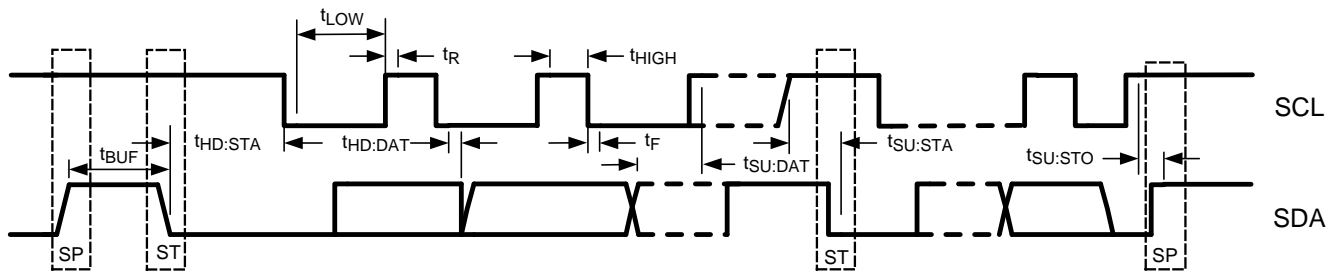 tLOW
tR
tHIGH
SCL
tHD:STA
tHD:DAT
tF
tSU:STA
tBUF
tSU:DAT
tSU:STO
SDA
SP
ST
ST
SP